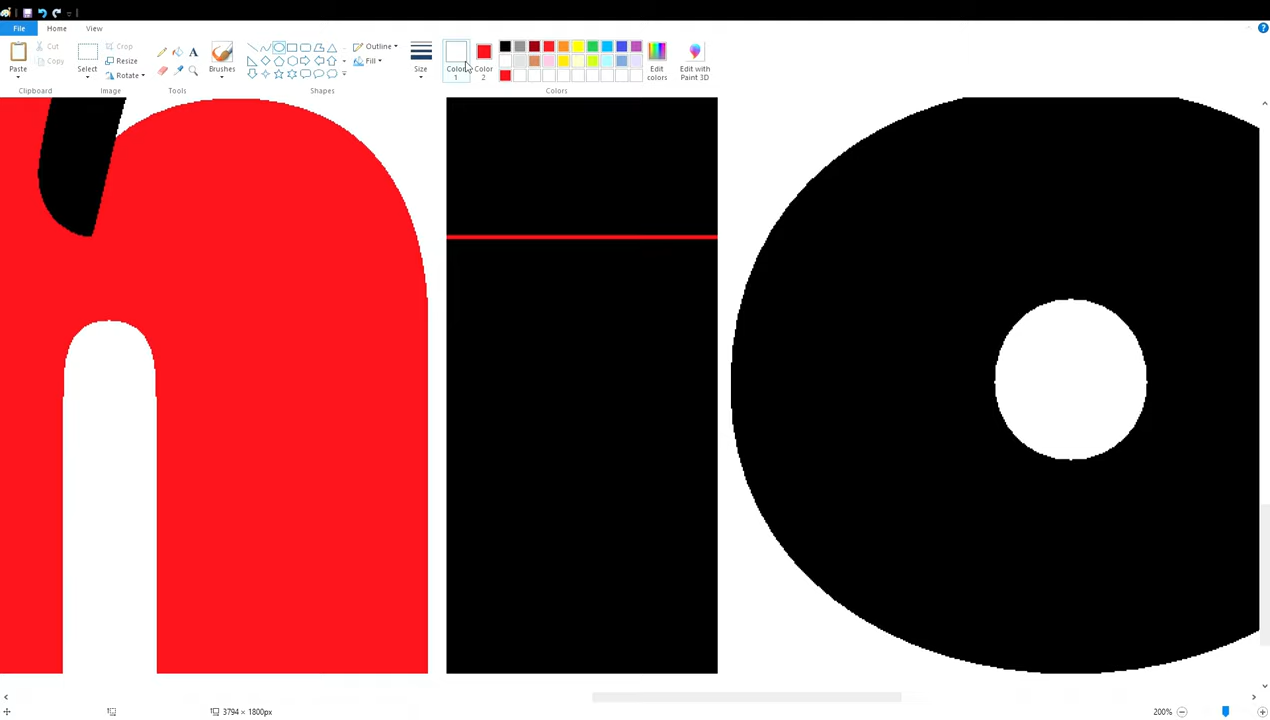 File Home View
Paste
Cut
Copy
Clipboard
Select
Crop
Resize
Rotate
Image
A
Tools
Brushes
Shapes
Outline
Fill
Size
Color 1
Color 2
Edit colors
Edit with Paint 3D
Colors
nio
3794 × 1800px
200%